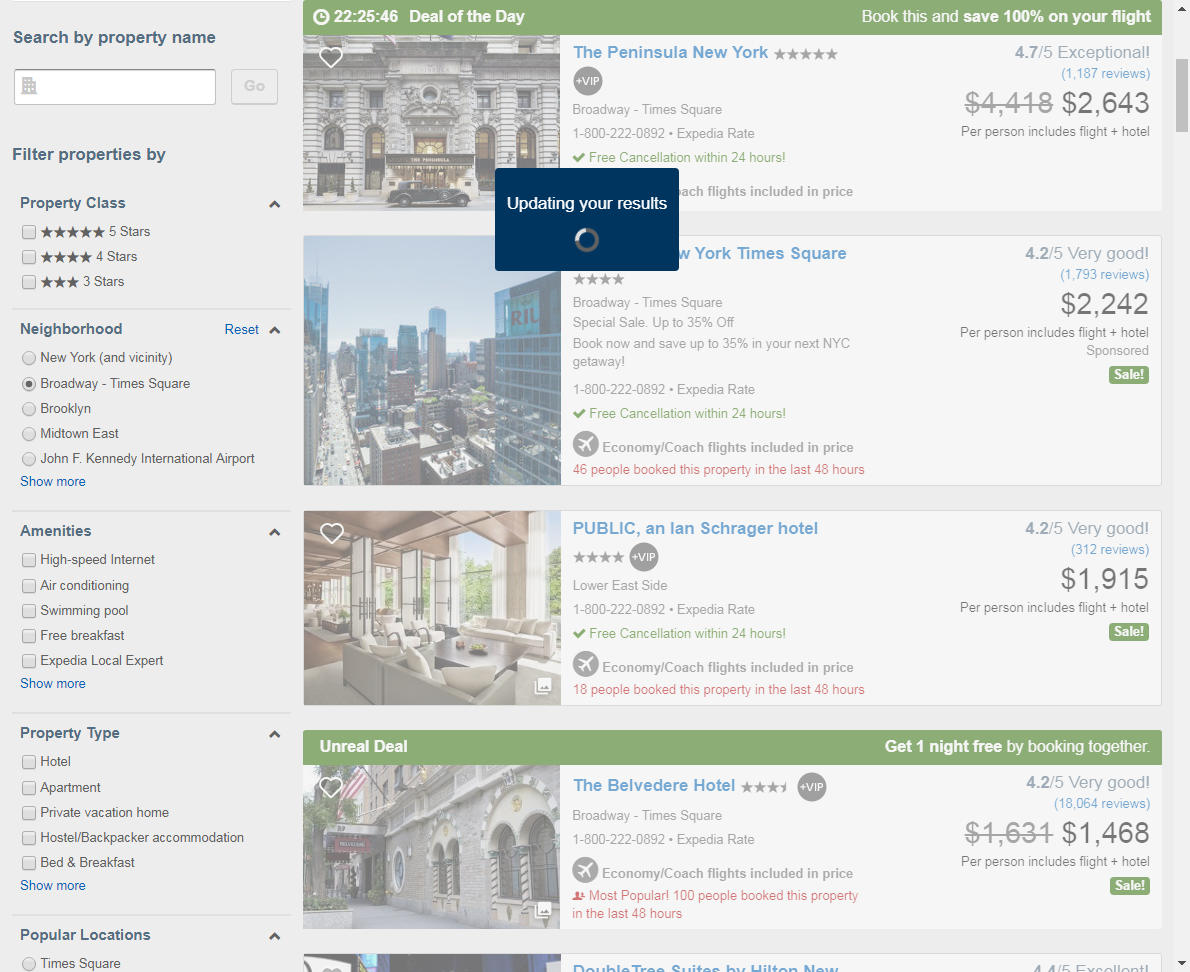 Search by property name
Go
Filter properties by
Property Class
5 Stars
4 Stars
3 Stars
Neighborhood Reset
New York (and vicinity)
Broadway - Times Square
Brooklyn
Midtown East
John F. Kennedy International Airport
Show more
Amenities
High-speed Internet
Air conditioning
Swimming pool
Free breakfast
Expedia Local Expert
Show more
Property Type
Hotel
Apartment
Private vacation home
Hostel/Backpacker accommodation
Bed & Breakfast
Show more
Popular Locations
Times Square
22:25:46 Deal of the Day Book this and save 100% on your flight
THE PENINSULA
The Peninsula New York
+VIP
Broadway - Times Square
1-800-222-0892 • Expedia Rate
Free Cancellation within 24 hours!
ach flights included in price
4.7/5 Exceptional!
(1,187 reviews)
$4,418 $2,643
Per person includes flight + hotel
Updating your results
RIU
w York Times Square
Broadway - Times Square
Special Sale. Up to 35% Off
Book now and save up to 35% in your next NYC
getaway!
1-800-222-0892 • Expedia Rate
Free Cancellation within 24 hours!
Economy/Coach flights included in price
46 people booked this property in the last 48 hours
4.2/5 Very good!
(1,793 reviews)
$2,242
Per person includes flight + hotel
Sponsored
Sale!
PUBLIC, an Ian Schrager hotel
+VIP
Lower East Side
1-800-222-0892 • Expedia Rate
Free Cancellation within 24 hours!
Economy/Coach flights included in price
18 people booked this property in the last 48 hours
4.2/5 Very good!
(312 reviews)
$1,915
Per person includes flight + hotel
Sale!
Unreal Deal Get 1 night free by booking together.
BELVEDERE
The Belvedere Hotel +VIP
Broadway - Times Square
1-800-222-0892 • Expedia Rate
Economy/Coach flights included in price
Most Popular! 100 people booked this property
in the last 48 hours
4.2/5 Very good!
(18,064 reviews)
$1,631 $1,468
Per person includes flight + hotel
Sale!
DoubleTree Suites by Hilton New
4.4/5 Excellent!